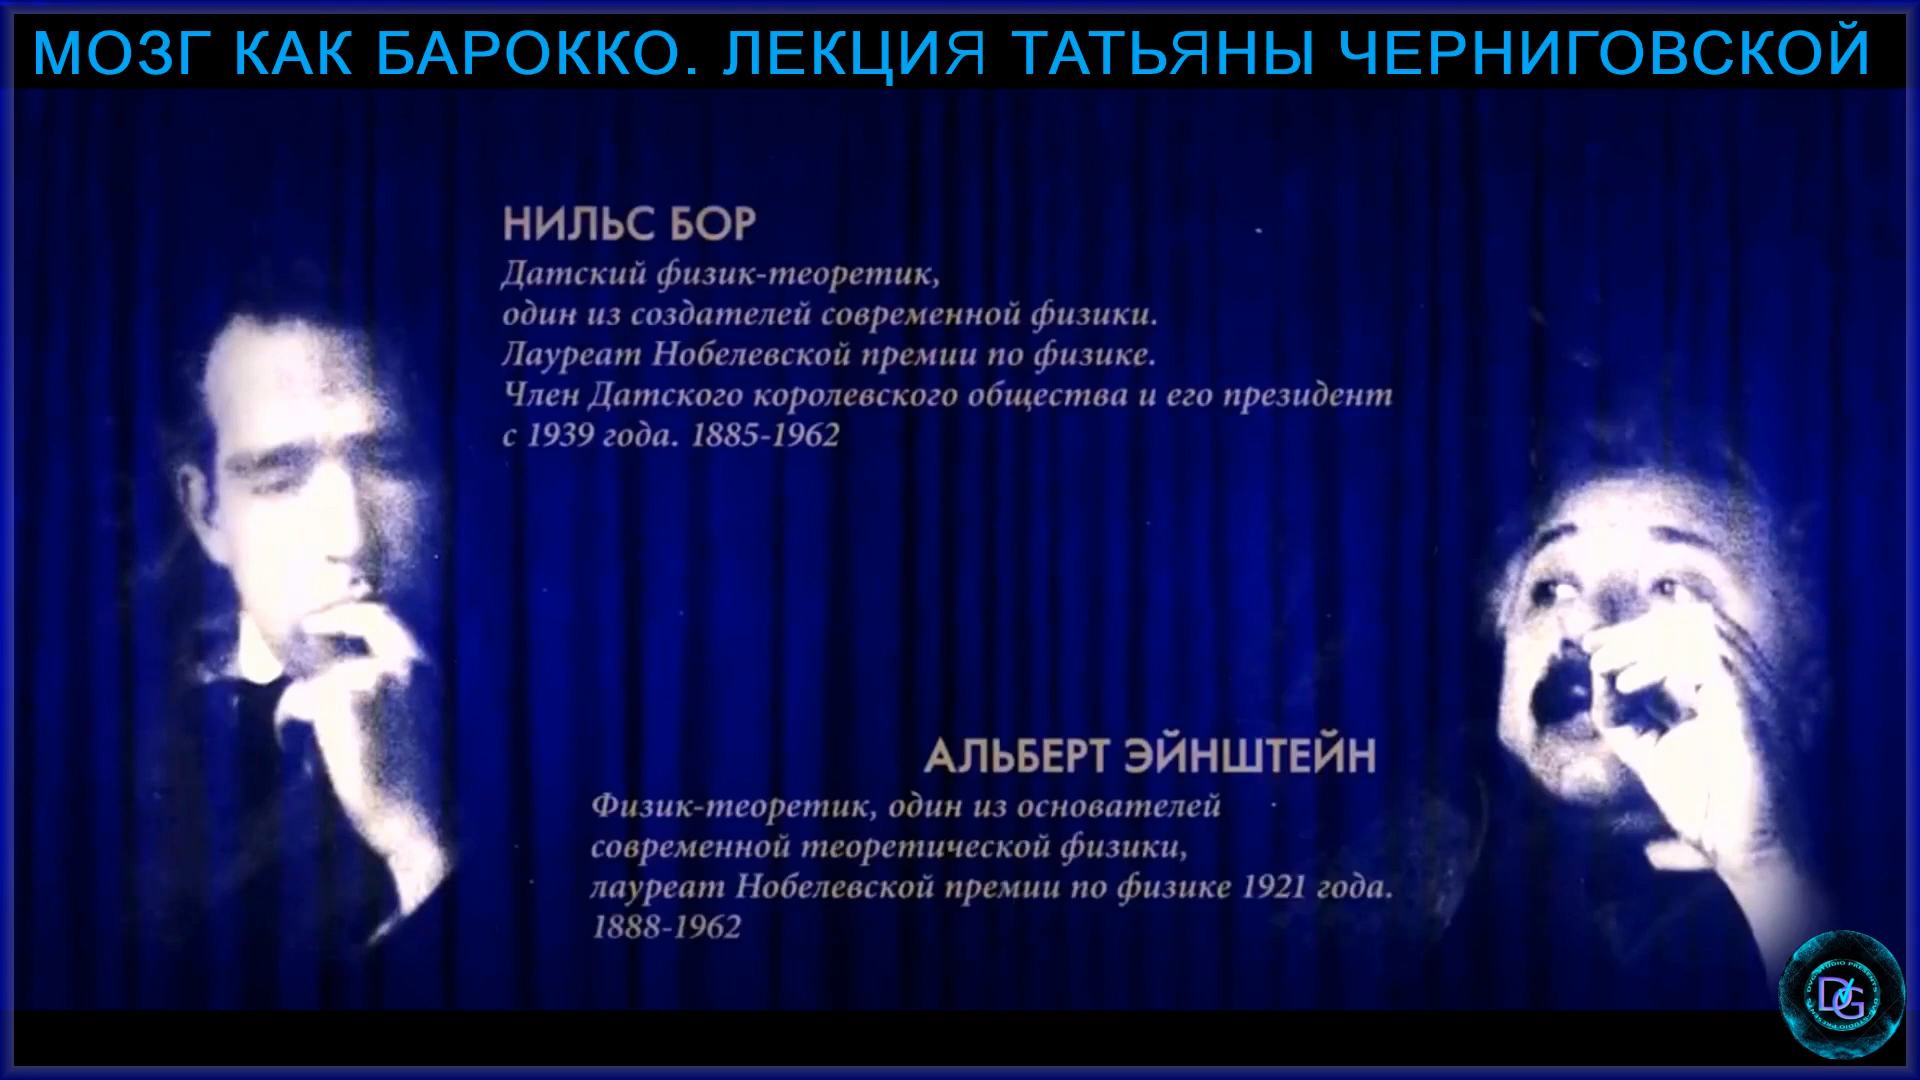 МОЗГ КАК БАРОККО. ЛЕКЦИЯ ТАТЬЯНЫ ЧЕРНИГОВСКОЙ
НИЛЬС БОР
Датский физик-теоретик,
один из создателей современной физики.
Лауреат Нобелевской премии по физике.
Член Датского королевского общества и его президент
с 1939 года. 1885-1962
АЛЬБЕРТ ЭЙНШТЕЙН
Физик-теоретик, один из основателей
современной теоретической физики,
лауреат Нобелевской премии по физике 1921 года.
1888-1962